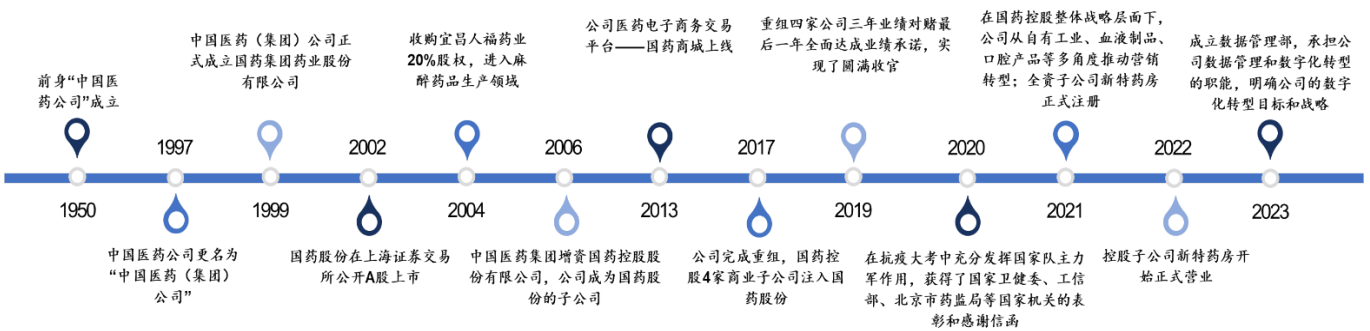 前身“中国医
药公司”成立
1950
1997
中国医药公司更名为
“中国医药（集团）
公司”
中国医药（集团）公司正
式成立国药集团药业股份
有限公司
1999
2002
国药股份在上海证券交易
所公开A股上市
收购宜昌人福药业
20%股权，进入麻
醉药品生产领域
2004
2006
中国医药集团增资国药控股股
份有限公司，公司成为国药股
份的子公司
公司医药电子商务交易
平台——国药商城上线
2013
2017
公司完成重组，国药控
股4家商业子公司注入国
药股份
重组四家公司三年业绩对赌最
后一年全面达成业绩承诺，实
现了圆满收官
2019
2020
在抗疫大考中充分发挥国家队主力
军作用，获得了国家卫健委、工信
部、北京市药监局等国家机关的表
彰和感谢信函
在国药控股整体战略层面下，
公司从自有工业、血液制品、
口腔产品等多角度推动营销
转型；全资子公司新特药房
正式注册
2021
2022
控股子公司新特药房开
始正式营业
成立数据管理部，承担公
司数据管理和数字化转型
的职能，明确公司的数字
化转型目标和战略
2023